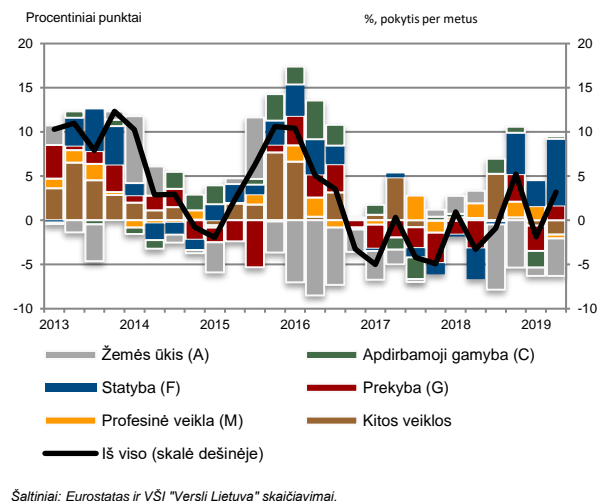 Procentiniai punktai
%, pokytis per metus
20 20
15 15
10 10
5 5
0 0
-5 -5
-10 -10
2013 2014 2015 2016 2017 2018 2019
Žemės ūkis (A) Apdirbamoji gamyba (C)
Statyba (F) Prekyba (G)
Profesinė veikla (M) Kitos veiklos
Iš viso (skalė dešinėje)
Šaltiniai: Eurostatas ir VŠĮ "Versli Lietuva" skaičiavimai.